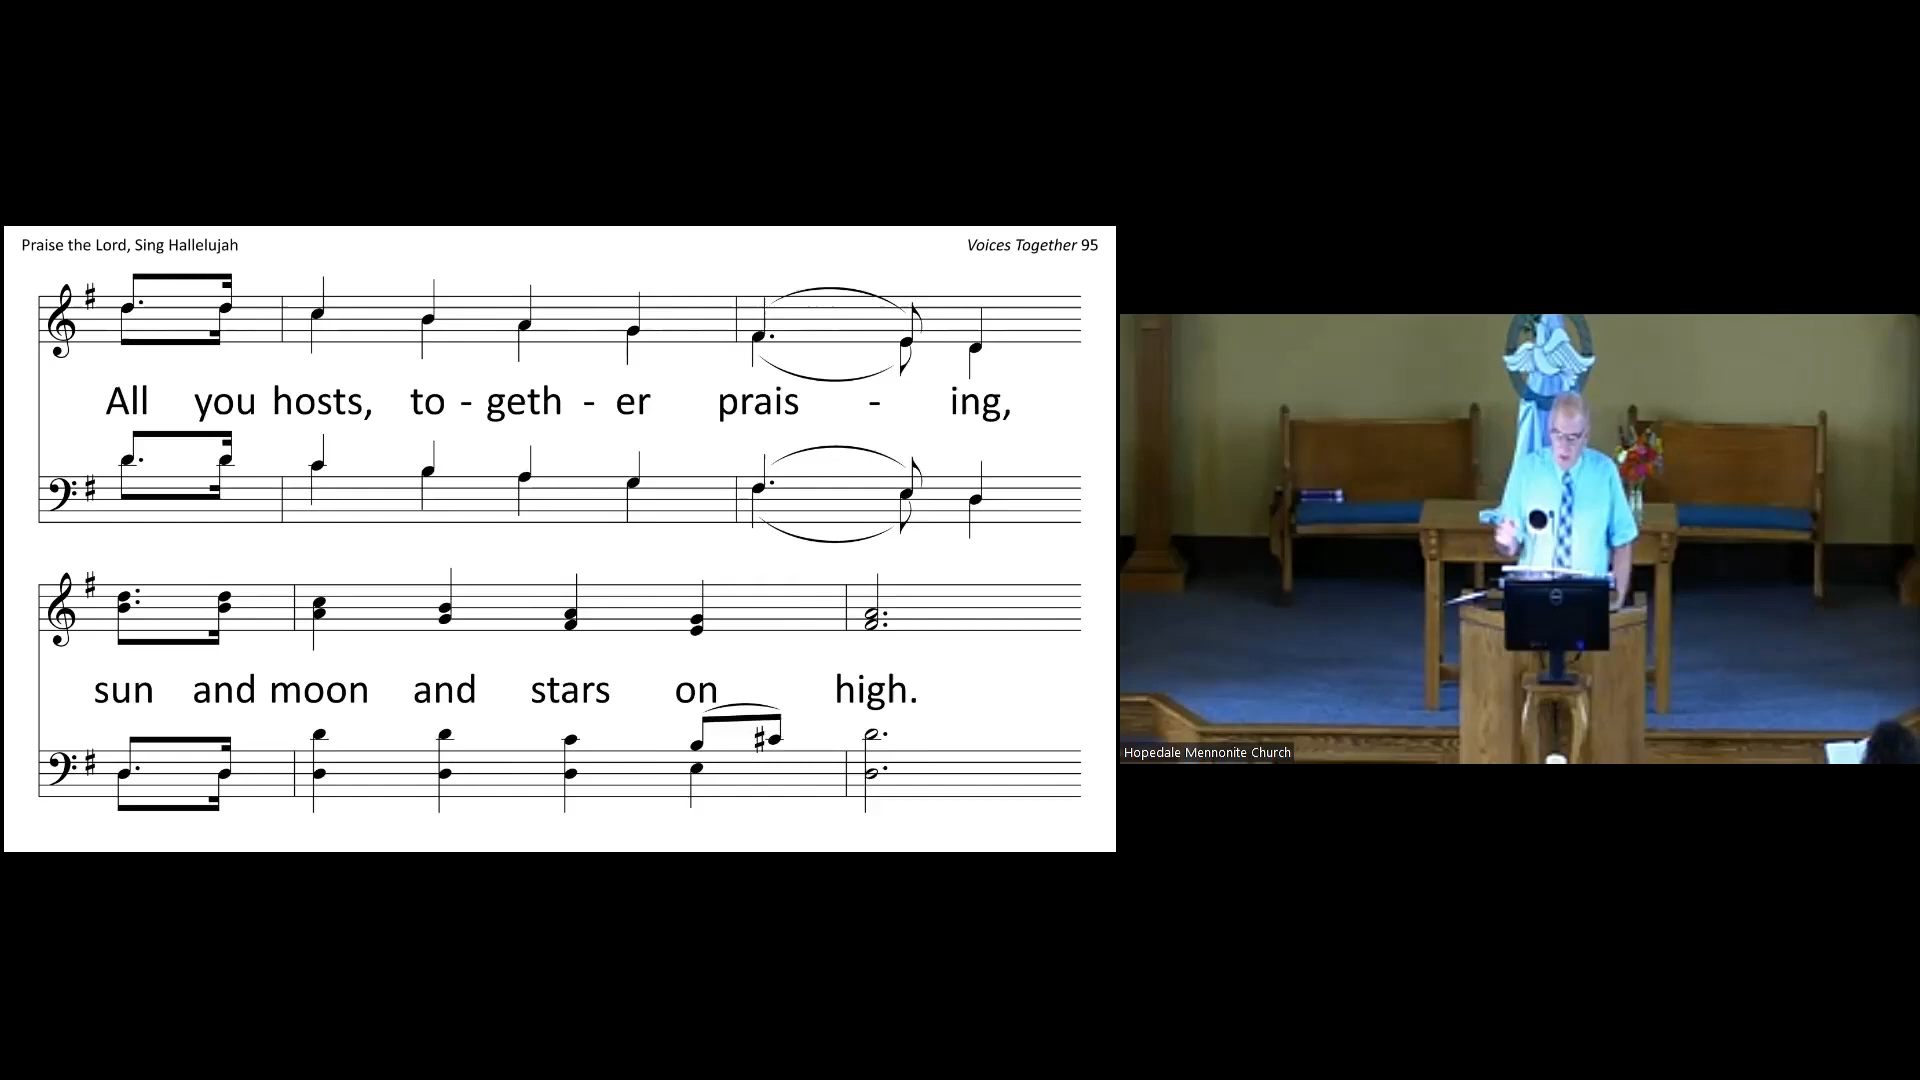 Praise the Lord, Sing Hallelujah
Voices Together 95
All you hosts, to - geth - er prais - ing,
sun and moon and stars on high.
Hopedale Mennonite Church